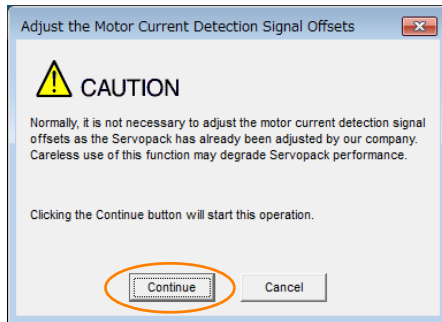 Adjust the Motor Current Detection Signal Offsets
CAUTION
Normally, it is not necessary to adjust the motor current detection signal
offsets as the Servopack has already been adjusted by our company.
Careless use of this function may degrade Servopack performance.
Clicking the Continue button will start this operation.
Continue
Cancel